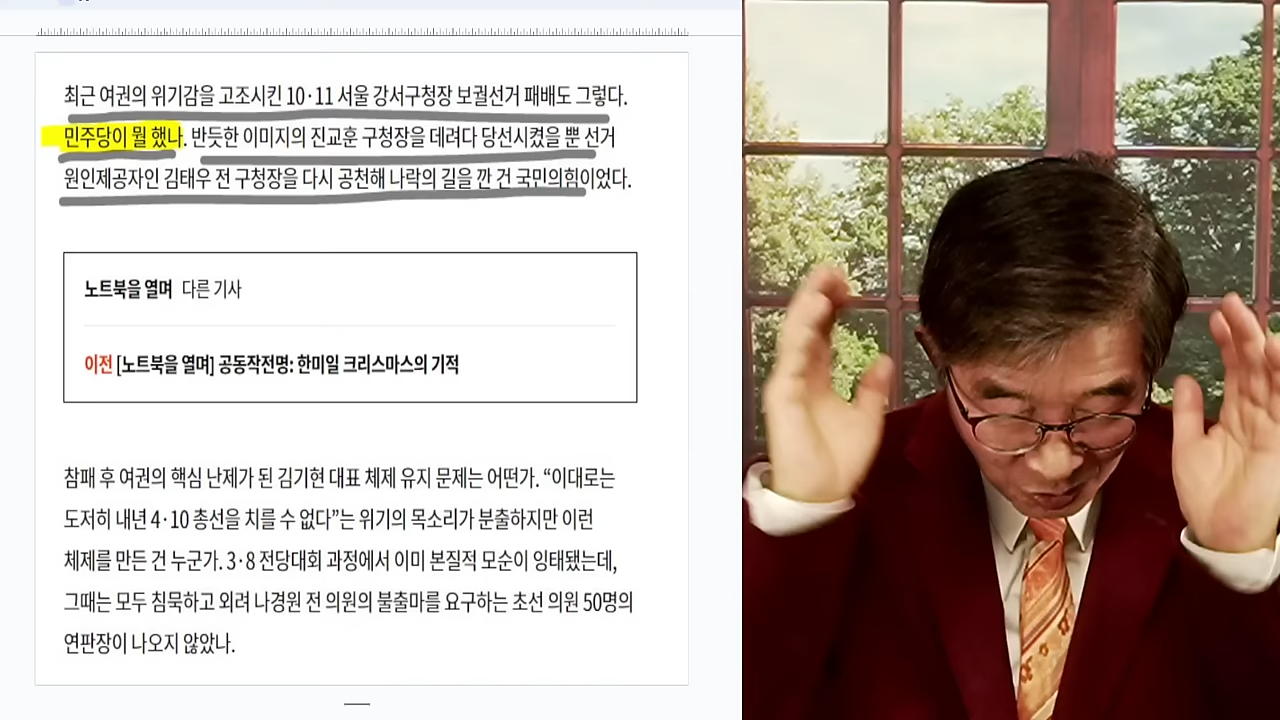 최근 여권의 위기감을 고조시킨 10·11 서울 강서구청장 보궐선거 패배도 그렇다.
민주당이 뭘 했나. 반듯한 이미지의 진교훈 구청장을 데려다 당선시켰을 뿐 선거
원인제공자인 김태우 전 구청장을 다시 공천해 나락의 길을 깐 건 국민의힘이었다.
노트북을 열며 다른 기사
이전 [노트북을 열며] 공동작전명: 한미일 크리스마스의 기적
참패 후 여권의 핵심 난제가 된 김기현 대표 체제 유지 문제는 어떤가. “이대로는
도저히 내년 4·10 총선을 치를 수 없다”는 위기의 목소리가 분출하지만 이런
체제를 만든 건 누군가. 3·8 전당대회 과정에서 이미 본질적 모순이 잉태됐는데,
그때는 모두 침묵하고 외려 나경원 전 의원의 불출마를 요구하는 초선 의원 50명의
연판장이 나오지 않았나.